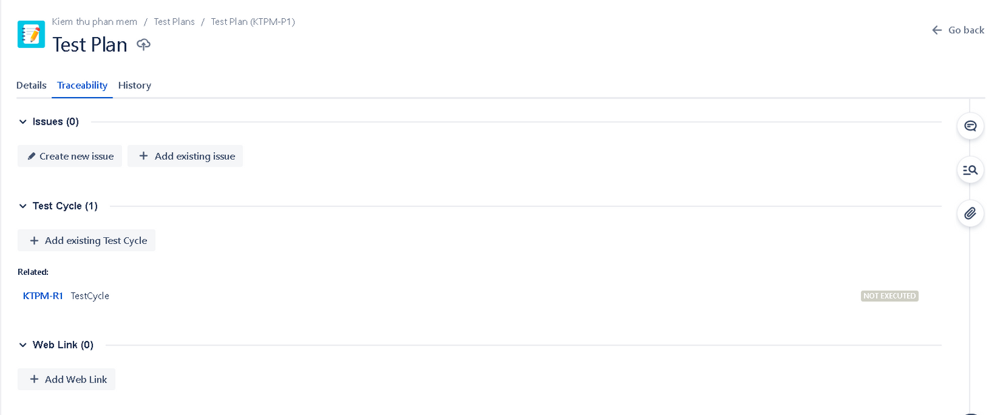 Kiem thu phan mem / Test Plans / Test Plan (KTPM-P1)
Go back
Test Plan
Details Traceability History
Issues (0)
Create new issue Add existing issue
Test Cycle (1)
Add existing Test Cycle
Related:
KTPM-R1 TestCycle NOT EXECUTED
Web Link (0)
Add Web Link